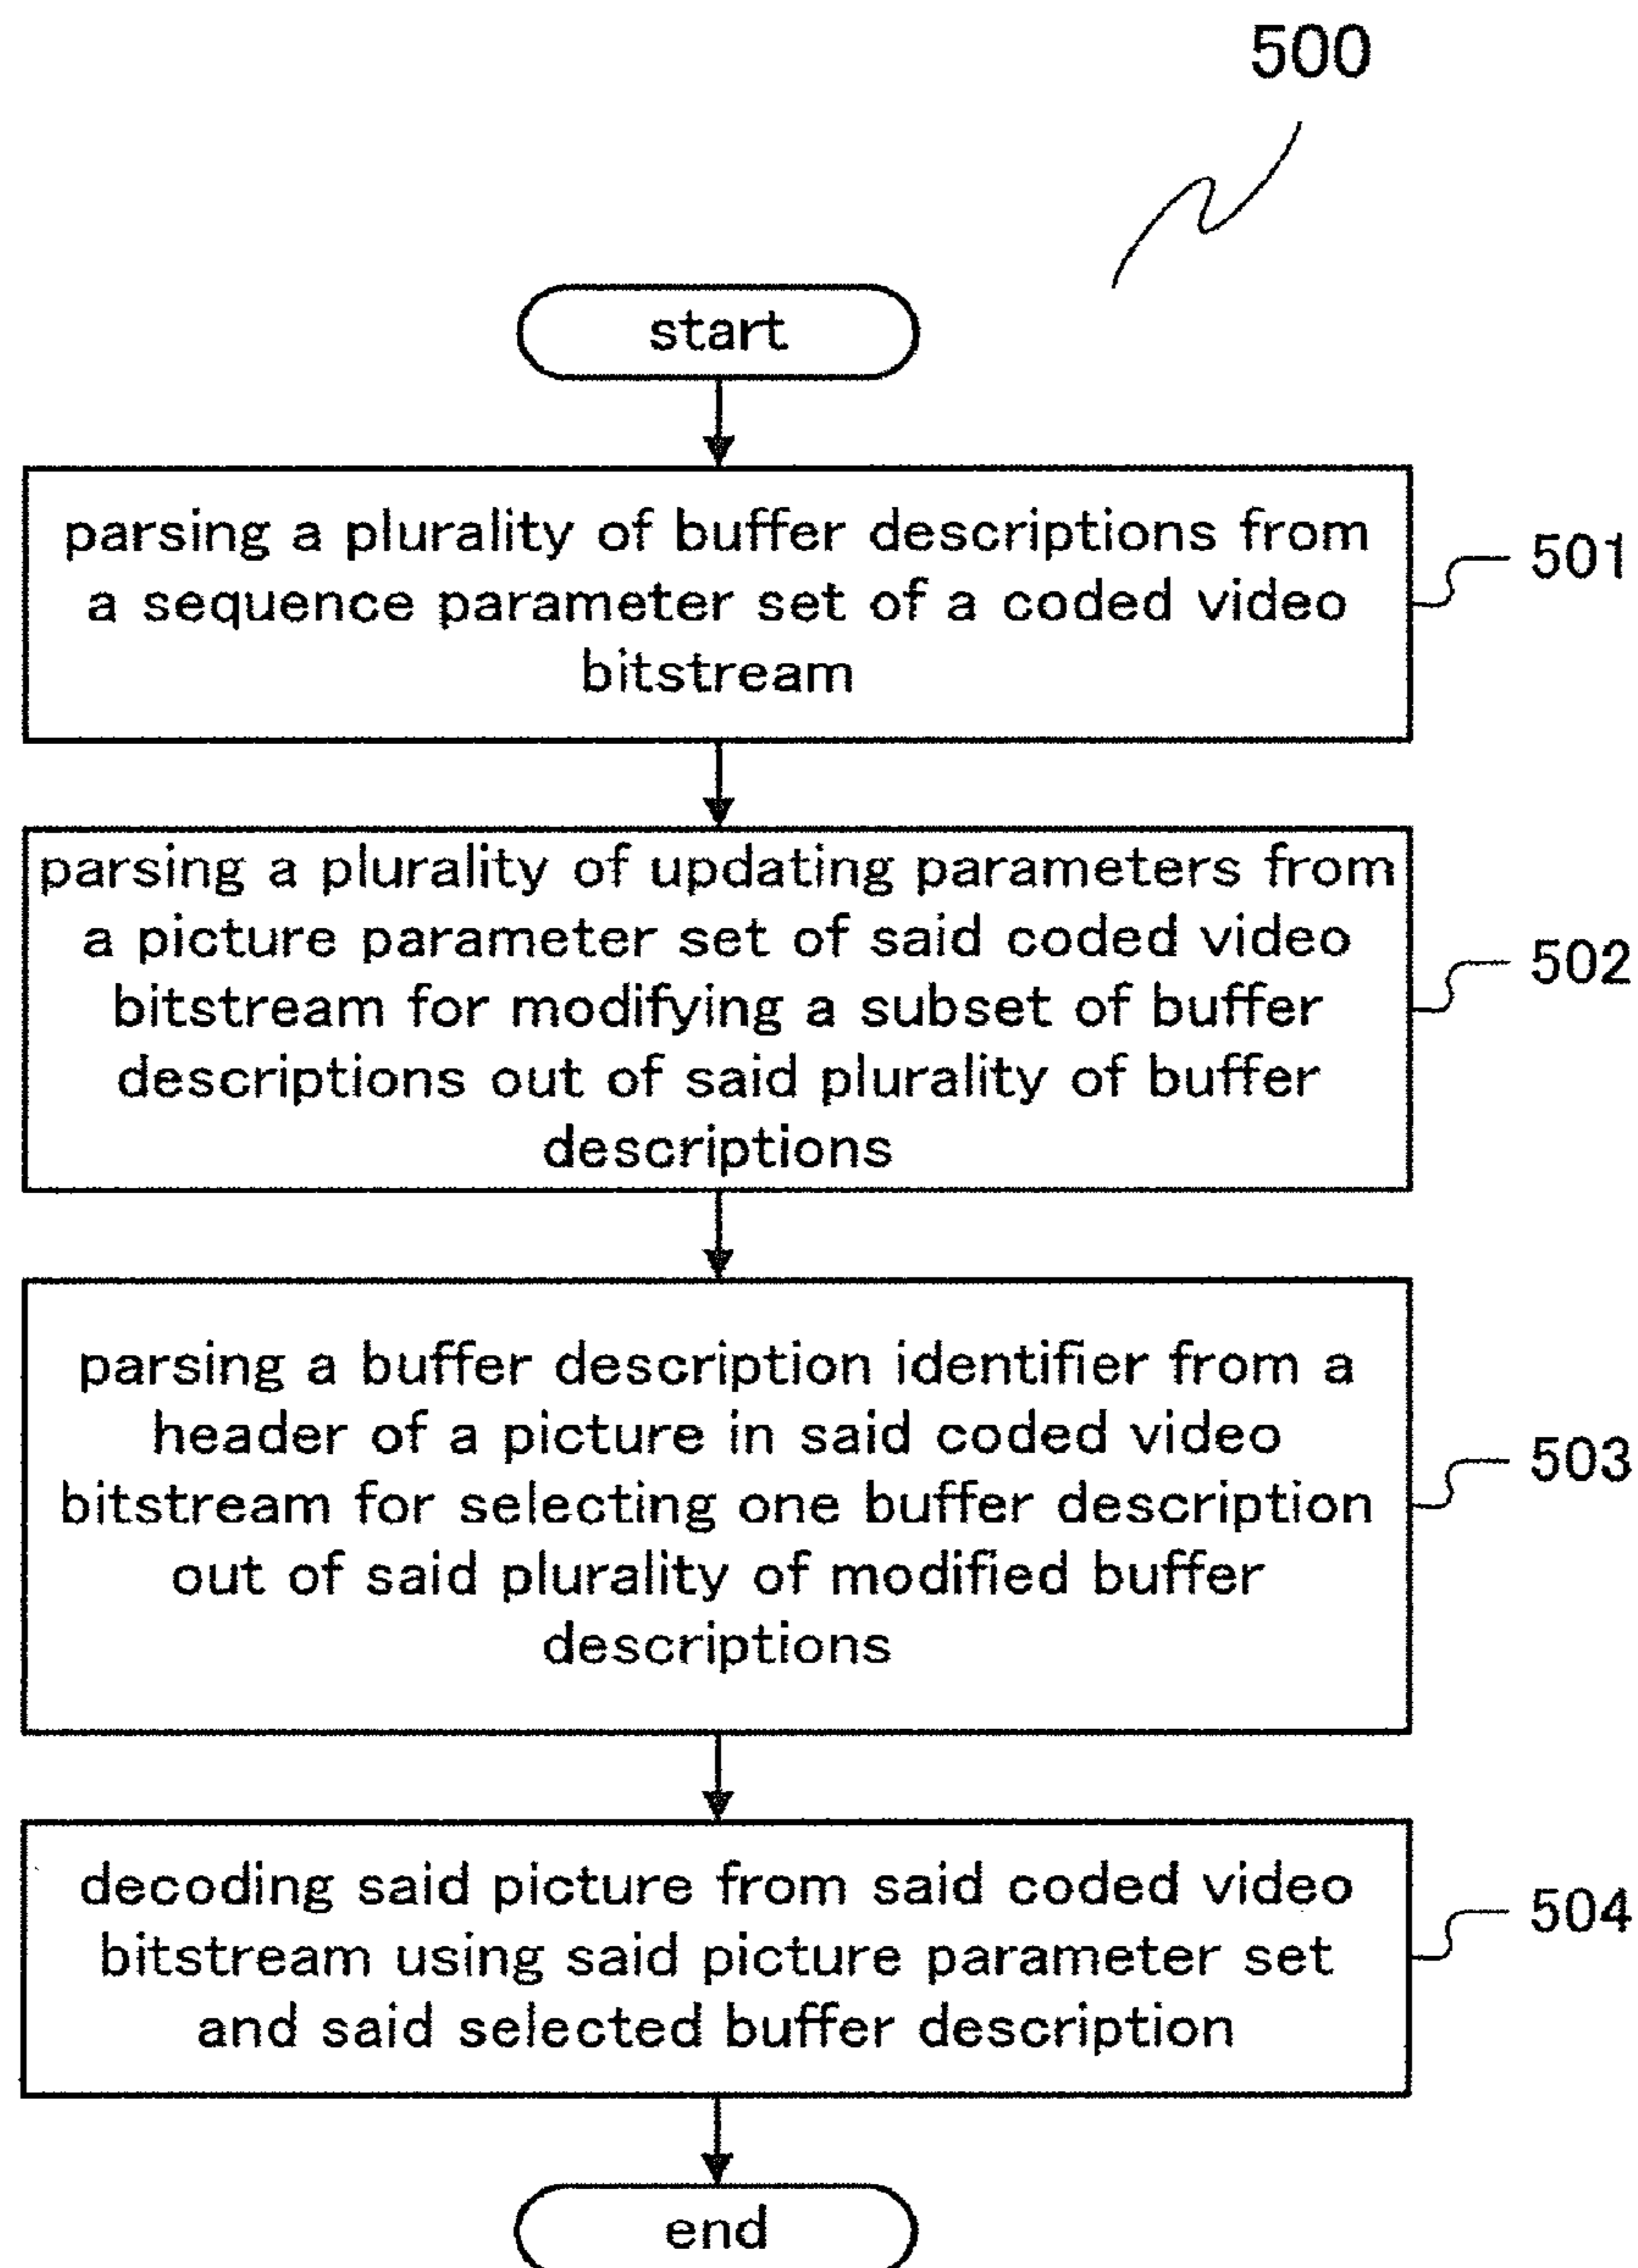 500
start
parsing a plurality of buffer descriptions from
a sequence parameter set of a coded video
bitstream
501
parsing a plurality of updating parameters from
a picture parameter set of said coded video
bitstream for modifying a subset of buffer
descriptions out of said plurality of buffer
descriptions
502
parsing a buffer description identifier from a
header of a picture in said coded video
bitstream for selecting one buffer description
out of said plurality of modified buffer
descriptions
503
decoding said picture from said coded video
bitstream using said picture parameter set
and said selected buffer description
504
end